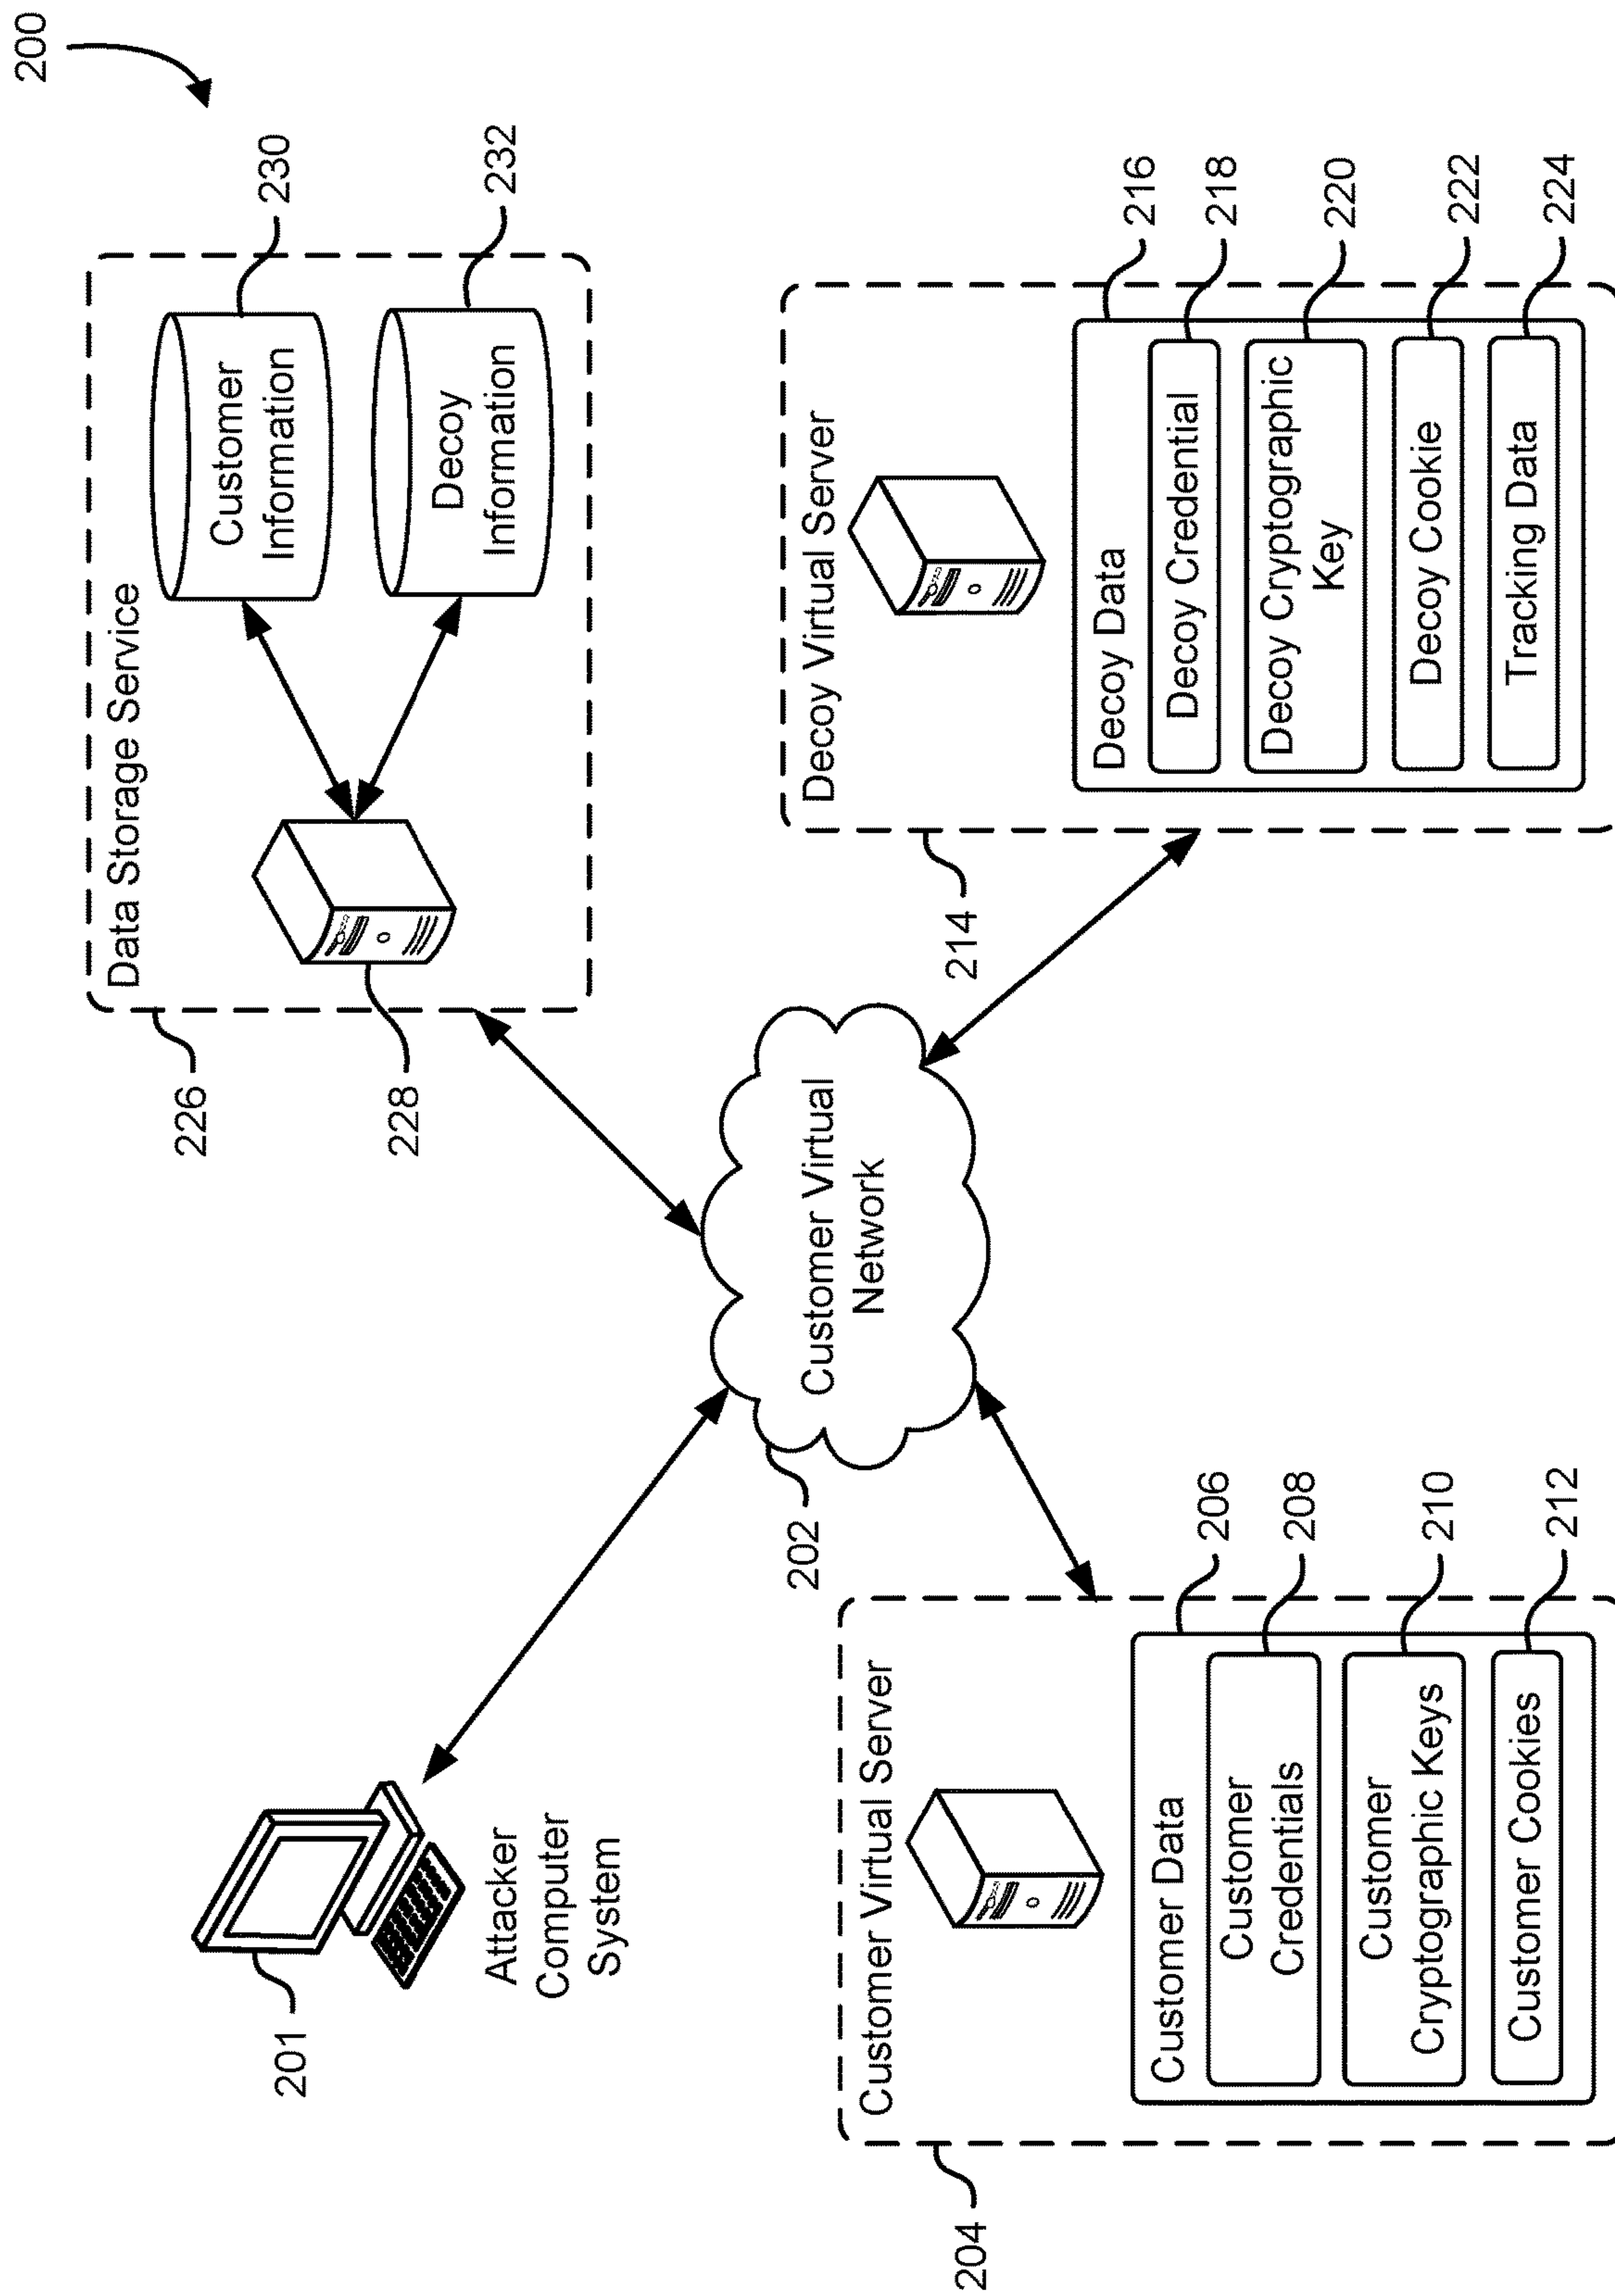 200
Data Storage Service
226
228
Customer
Information
230
Decoy
Information
232
201
Attacker
Computer
System
Customer Virtual
Network
202
Customer Virtual Server
204
Customer Data
206
Customer
Credentials
208
Customer
Cryptographic Keys
210
Customer Cookies
212
Decoy Virtual Server
214
Decoy Data
216
Decoy Credential
218
Decoy Cryptographic
Key
220
Decoy Cookie
222
Tracking Data
224